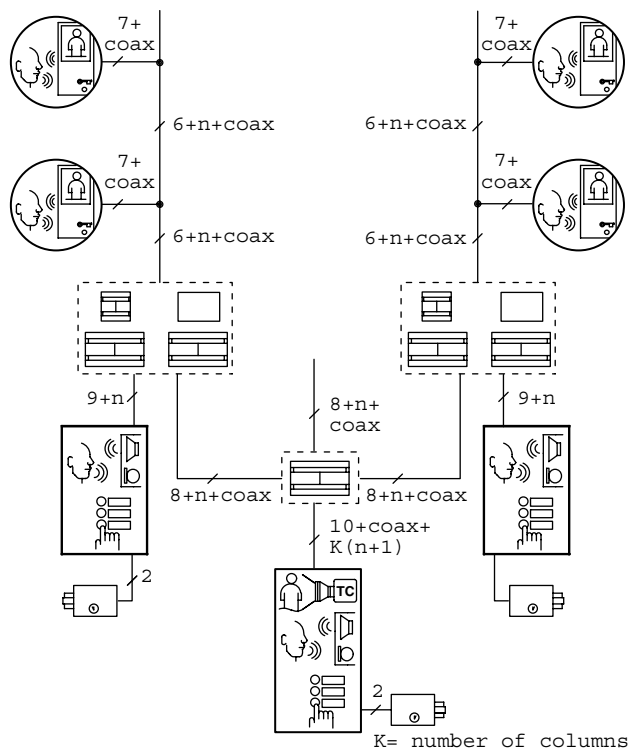 7+
coax
7+
coax
6+n+coax
6+n+coax
7+
coax
7+
coax
6+n+coax
6+n+coax
9+n
9+n
8+n+
coax
8+n+coax
8+n+coax
10+coax+
K(n+1)
2
TC
2
K= number of columns